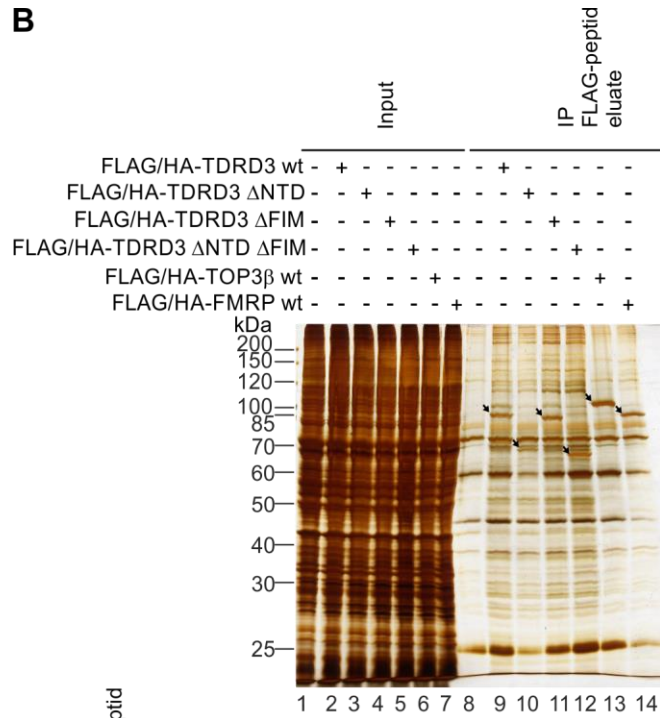 B
Input
IP
FLAG-peptid
eluate
FLAG/HA-TDRD3 wt - + - - - - - - + - - - - -
FLAG/HA-TDRD3 ΔNTD - - + - - - - - - + - - - -
FLAG/HA-TDRD3 ΔFIM - - - + - - - - - - + - - -
FLAG/HA-TDRD3 ΔNTD ΔFIM - - - - + - - - - - - + - -
FLAG/HA-TOP3β wt - - - - - + - - - - - - + -
FLAG/HA-FMRP wt - - - - - - + - - - - - - +
kDa
200
150
120
100
85
70
60
50
40
30
25
1 2 3 4 5 6 7 8 9 10 11 12 13 14
ptid